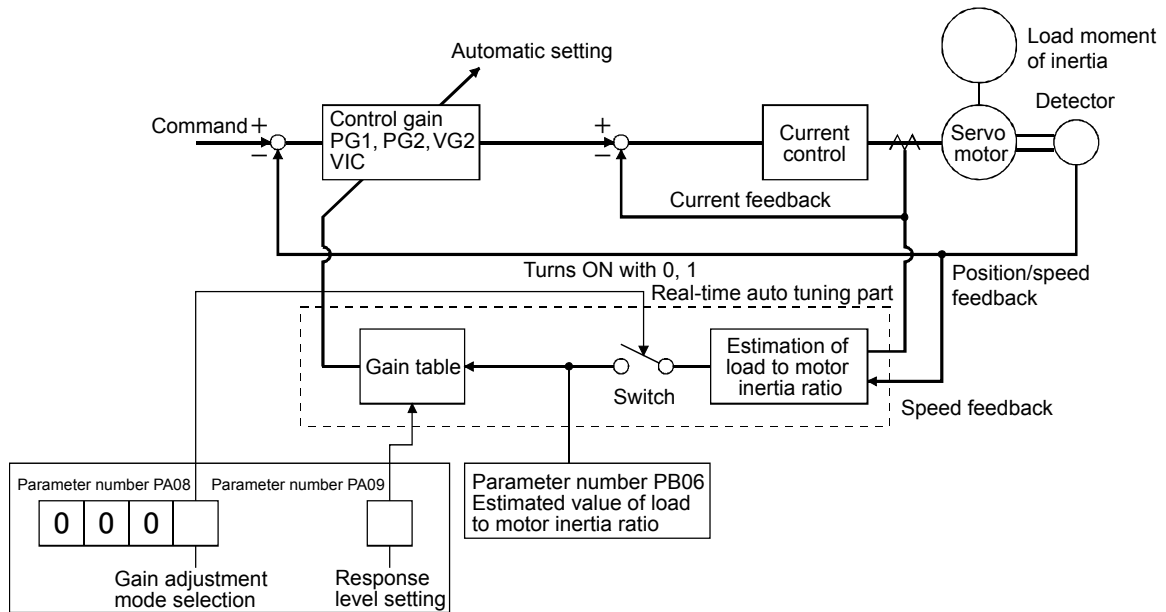 Automatic setting
Load moment
of inertia
Detector
Command
+
−
Control gain
PG1, PG2, VG2
VIC
+
−
Current
control
Servo
motor
Current feedback
Turns ON with 0, 1
Real-time auto tuning part
Position/speed
feedback
Gain table
Switch
Estimation of
load to motor
inertia ratio
Speed feedback
Parameter number PA08
Parameter number PA09
0 0 0
Gain adjustment
mode selection
Response
level setting
Parameter number PB06
Estimated value of load
to motor inertia ratio